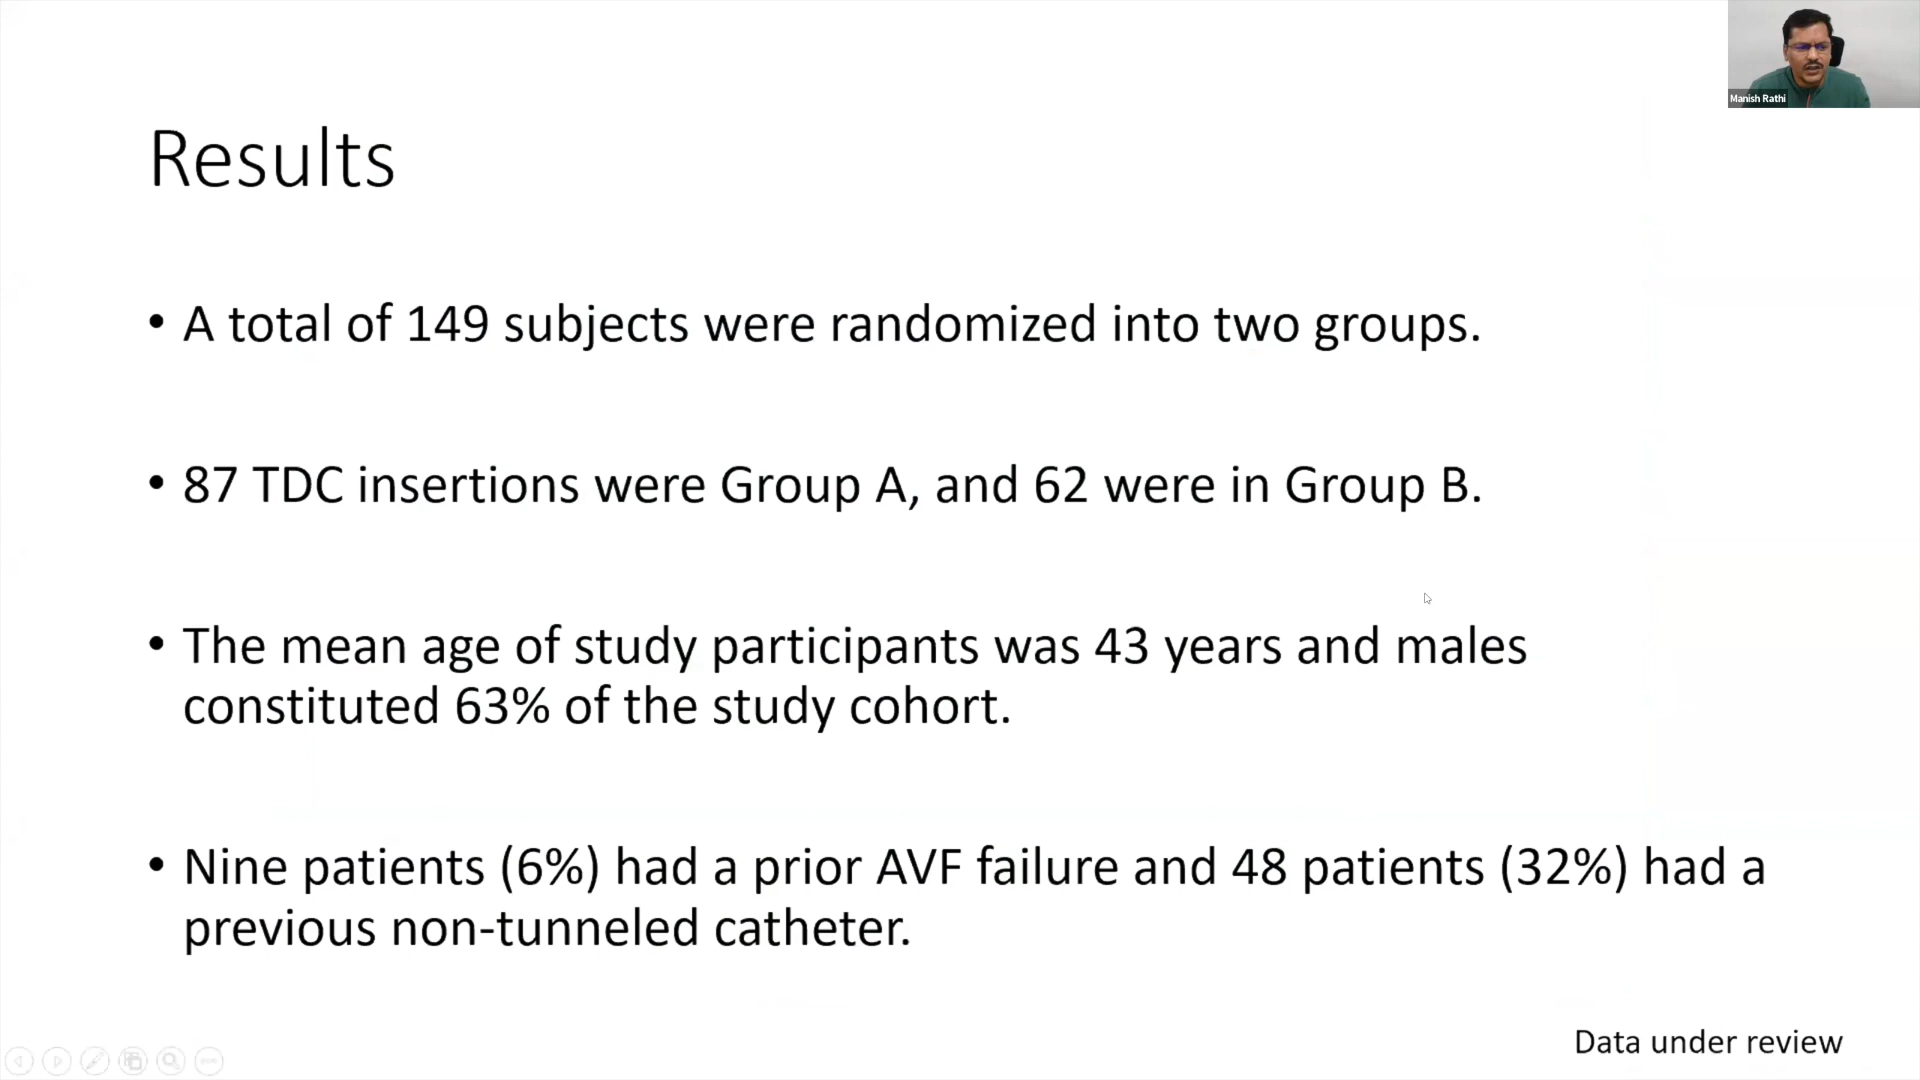 Manish Rathi
Results
• A total of 149 subjects were randomized into two groups.
• 87 TDC insertions were Group A, and 62 were in Group B.
• The mean age of study participants was 43 years and males
constituted 63% of the study cohort.
• Nine patients (6%) had a prior AVF failure and 48 patients (32%) had a
previous non-tunneled catheter.
Data under review